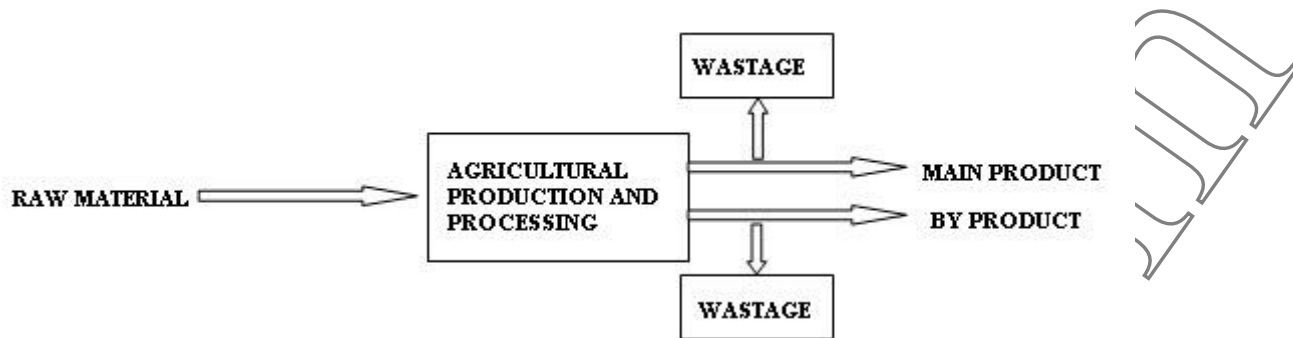 WASTAGE
AGRICULTURAL
PRODUCTION AND
PROCESSING
RAW MATERIAL
MAIN PRODUCT
BY PRODUCT
WASTAGE